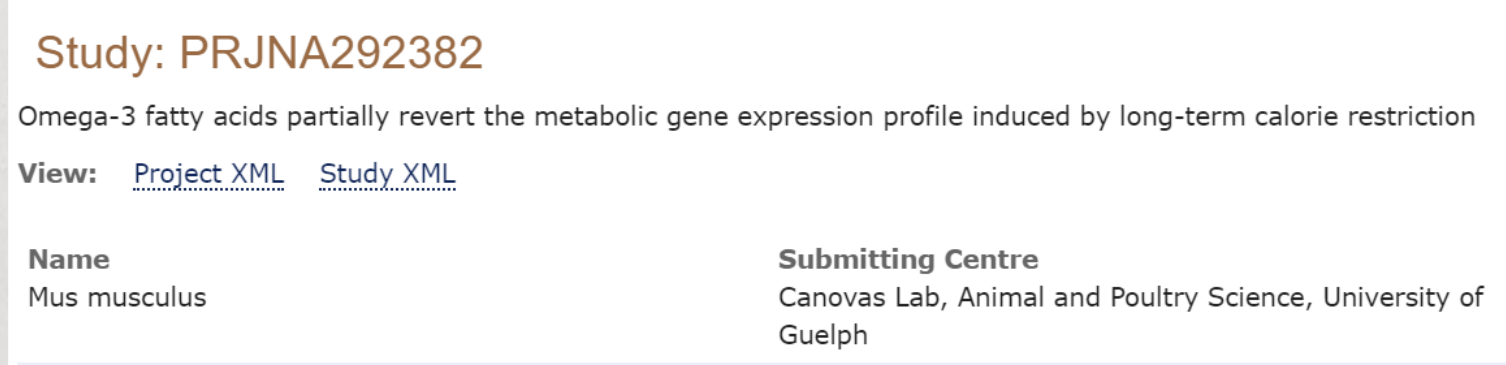 Study: PRJNA292382
Omega-3 fatty acids partially revert the metabolic gene expression profile induced by long-term calorie restriction
View: Project XML Study XML
Name
Mus musculus
Submitting Centre
Canovas Lab, Animal and Poultry Science, University of
Guelph